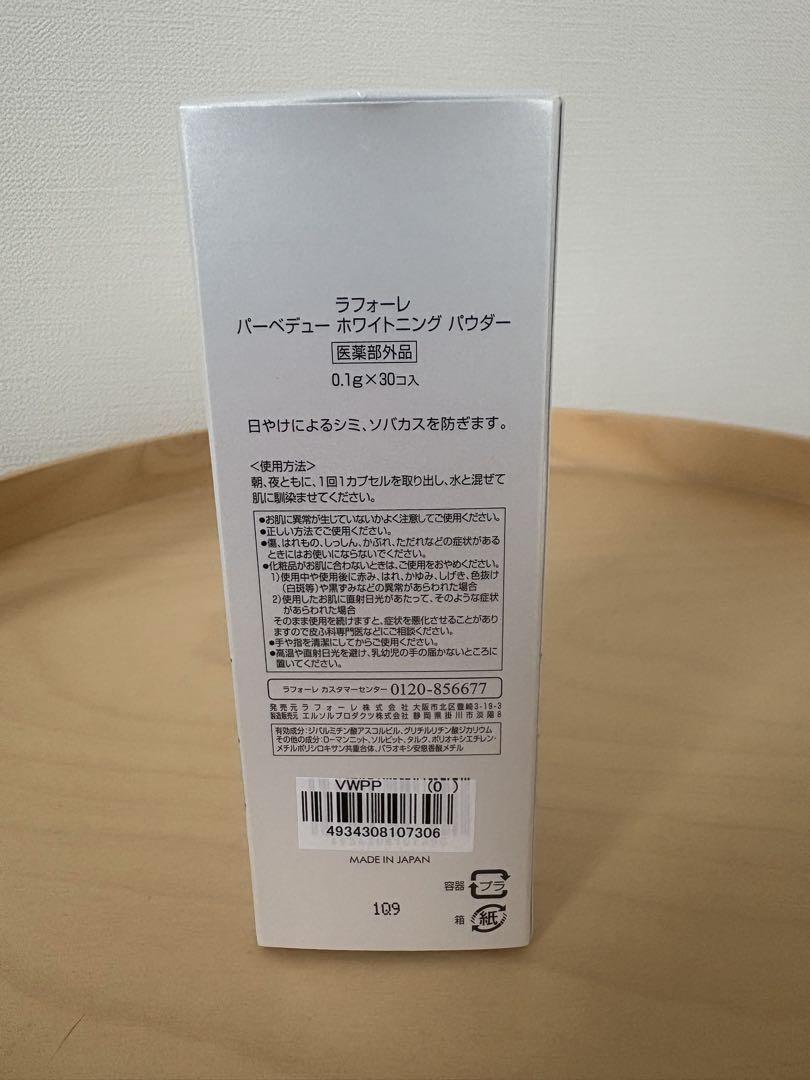 ラフォーレ
パーベデュー ホワイトニング パウダー
医薬部外品
0.1g×30コ入
日やけによるシミ、ソバカスを防ぎます。
＜使用方法＞
朝、夜ともに、1回1カプセルを取り出し、水と混ぜて
肌に馴染ませてください。
●お肌に異常が生じていないかよく注意してご使用ください。
●正しい方法でご使用ください。
●傷、はれもの、しっしん、かぶれ、ただれなどの症状がある
ときにはお使いにならないでください。
●化粧品がお肌に合わないときは、ご使用をおやめください。
1)使用中や使用後に赤み、はれ、かゆみ、しげき、色抜け
(白斑等)や黒ずみなどの異常があらわれた場合
2)使用したお肌に直射日光があたって、そのような症状
があらわれた場合
そのまま使用を続けますと、症状を悪化させることがあり
ますので皮ふ科専門医などにご相談ください。
●手や指を清潔にしてからご使用ください。
●高温や直射日光を避け、乳幼児の手の届かないところに
置いてください。
ラフォーレ カスタマーセンター 0120-856677
発売元 ラフォーレ株式会社 大阪市北区豊崎3-19-3
製造販売元 エルソルプロダクツ株式会社 静岡県掛川市淡陽8
有効成分：ジパルミチン酸アスコルビル、グリチルリチン酸ジカリウム
その他の成分：D-マンニット、ソルビット、タルク、ポリオキシエチレン・
メチルポリシロキサン共重合体、パラオキシ安息香酸メチル
VWPP (0 )
4934308107306
MADE IN JAPAN
容器 プラ
1Q9
箱 紙